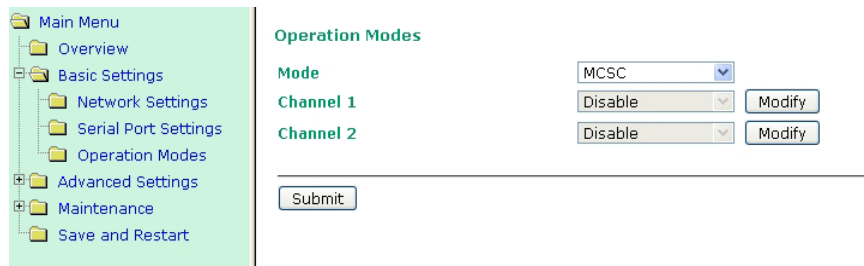 Main Menu
Overview
Basic Settings
Network Settings
Serial Port Settings
Operation Modes
Advanced Settings
Maintenance
Save and Restart
Operation Modes
Mode MCSC
Channel 1 Disable Modify
Channel 2 Disable Modify
Submit